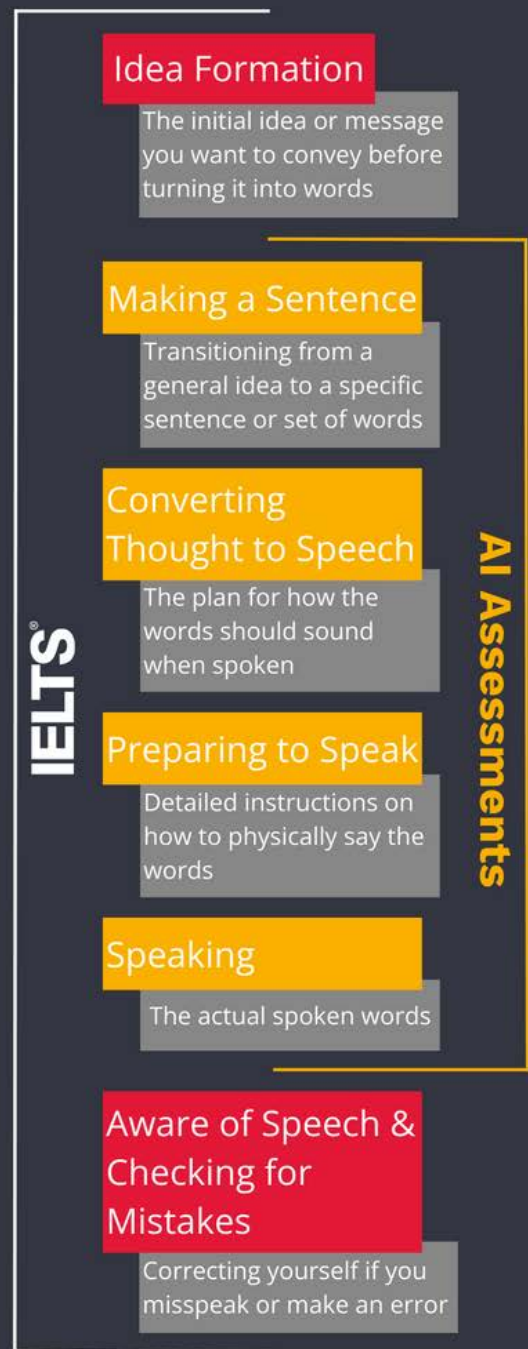 Idea Formation
The initial idea or message
you want to convey before
turning it into words
Making a Sentence
Transitioning from a
general idea to a specific
sentence or set of words
Converting
Thought to Speech
The plan for how the
words should sound
when spoken
Preparing to Speak
Detailed instructions on
how to physically say the
words
Speaking
The actual spoken words
Aware of Speech &
Checking for
Mistakes
Correcting yourself if you
misspeak or make an error
IELTS®
AI Assessments